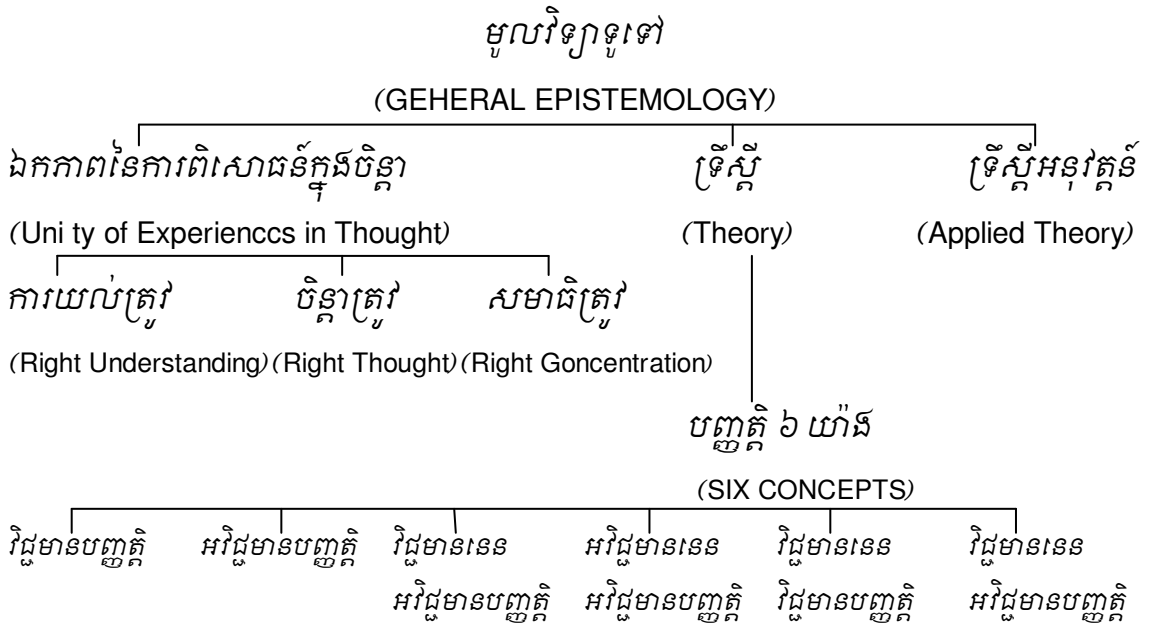 មូលវិទ្យាទូទៅ
(GEHERAL EPISTEMOLOGY)
ឯកភាពនៃការពិសោធន៍ក្នុងចិន្តា ទ្រឹស្តី ទ្រឹស្តីអនុវត្តន៍
(Uni ty of Experienccs in Thought) (Theory) (Applied Theory)
ការយល់ត្រូវ ចិន្តាត្រូវ សមាធិត្រូវ
(Right Understanding) (Right Thought) (Right Goncentration)
បញ្ញត្តិ ៦ យ៉ាង
(SIX CONCEPTS)
វិជ្ជមានបញ្ញត្តិ អវិជ្ជមានបញ្ញត្តិ វិជ្ជមាននេន អវិជ្ជមាននេន វិជ្ជមាននេន វិជ្ជមាននេន
អវិជ្ជមានបញ្ញត្តិ អវិជ្ជមានបញ្ញត្តិ វិជ្ជមានបញ្ញត្តិ អវិជ្ជមានបញ្ញត្តិ